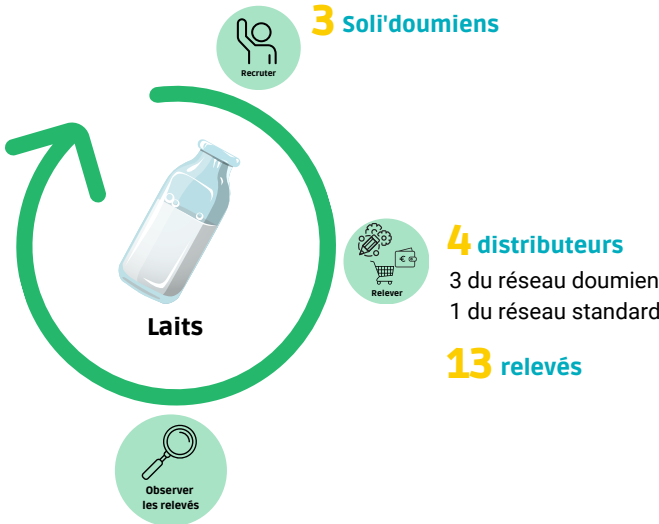 3 Soli'doumiens
Recruter
4 distributeurs
3 du réseau doumien
1 du réseau standard
Relever
Laits
13 relevés
Observer
les relevés